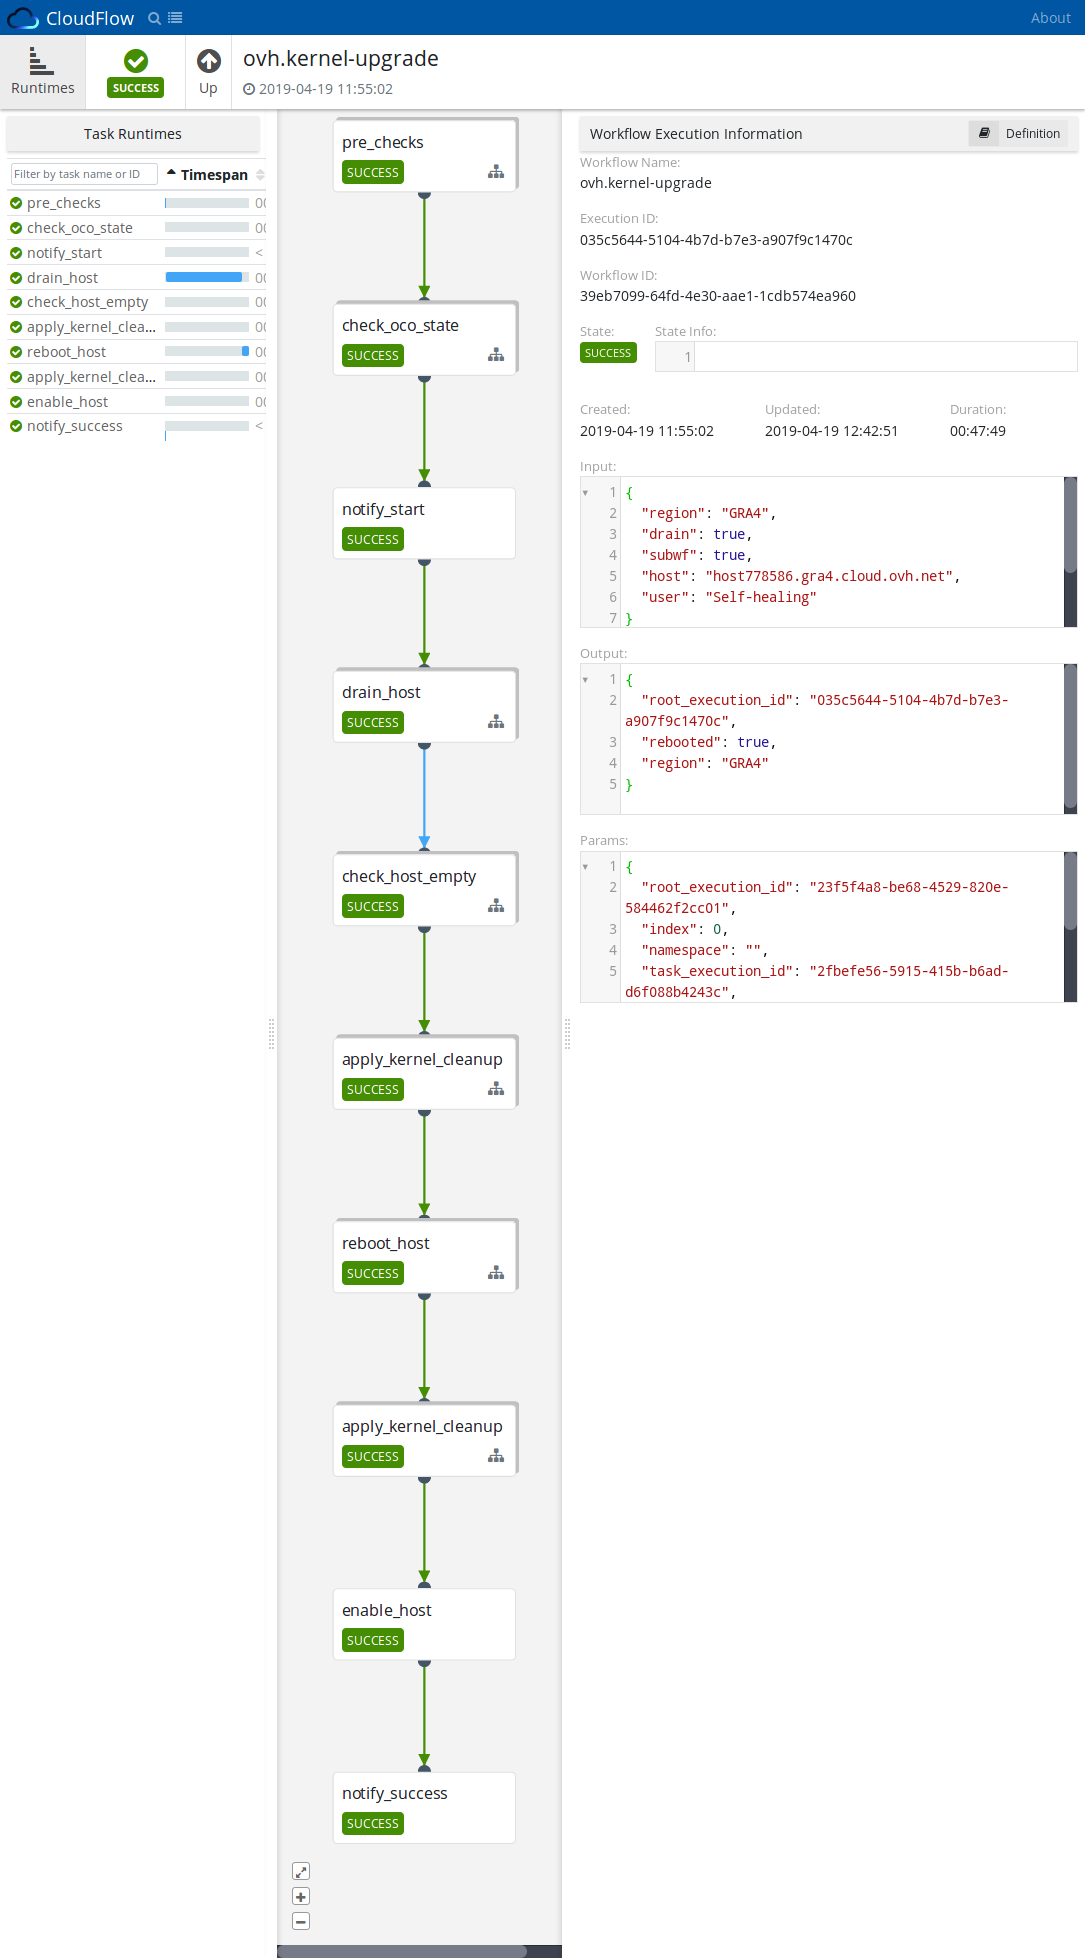 CloudFlow
About
Runtimes
SUCCESS
Up
ovh.kernel-upgrade
2019-04-19 11:55:02
Task Runtimes
Filter by task name or ID
Timespan
pre_checks
check_oco_state
notify_start
<
drain_host
check_host_empty
apply_kernel_clea...
reboot_host
apply_kernel_clea...
enable_host
notify_success
<
pre_checks
SUCCESS
check_oco_state
SUCCESS
notify_start
SUCCESS
drain_host
SUCCESS
check_host_empty
SUCCESS
apply_kernel_cleanup
SUCCESS
reboot_host
SUCCESS
apply_kernel_cleanup
SUCCESS
enable_host
SUCCESS
notify_success
SUCCESS
Workflow Execution Information
Definition
Workflow Name:
ovh.kernel-upgrade
Execution ID:
035c5644-5104-4b7d-b7e3-a907f9c1470c
Workflow ID:
39eb7099-64fd-4e30-aae1-1cdb574ea960
State:
State Info:
SUCCESS
1
Created:
Updated:
Duration:
2019-04-19 11:55:02
2019-04-19 12:42:51
00:47:49
Input:
1 {
2 "region": "GRA4",
3 "drain": true,
4 "subwf": true,
5 "host": "host778586.gra4.cloud.ovh.net",
6 "user": "Self-healing"
7 }
Output:
1 {
2 "root_execution_id": "035c5644-5104-4b7d-b7e3-
a907f9c1470c",
3 "rebooted": true,
4 "region": "GRA4"
5 }
Params:
1 {
2 "root_execution_id": "23f5f4a8-be68-4529-820e-
584462f2cc01",
3 "index": 0,
4 "namespace": "",
5 "task_execution_id": "2fbefe56-5915-415b-b6ad-
d6f088b4243c",